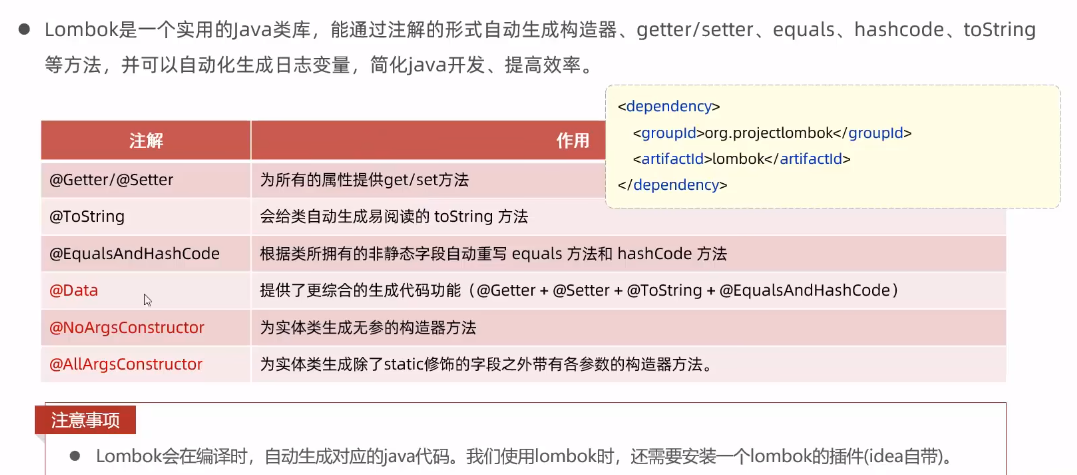 Lombok是一个实用的Java类库，能通过注解的形式自动生成构造器、getter/setter、equals、hashcode、toString
等方法，并可以自动化生成日志变量，简化java开发、提高效率。
<dependency>
<groupId>org.projectlombok</groupId>
<artifactId>lombok</artifactId>
</dependency>
注解 作用
@Getter/@Setter 为所有的属性提供get/set方法
@ToString 会给类自动生成易阅读的 toString 方法
@EqualsAndHashCode 根据类所拥有的非静态字段自动重写 equals 方法和 hashCode 方法
@Data 提供了更综合的生成代码功能（@Getter + @Setter + @ToString + @EqualsAndHashCode）
@NoArgsConstructor 为实体类生成无参的构造器方法
@AllArgsConstructor 为实体类生成除了static修饰的字段之外带有各参数的构造器方法。
注意事项
Lombok会在编译时，自动生成对应的java代码。我们使用lombok时，还需要安装一个lombok的插件(idea自带)。